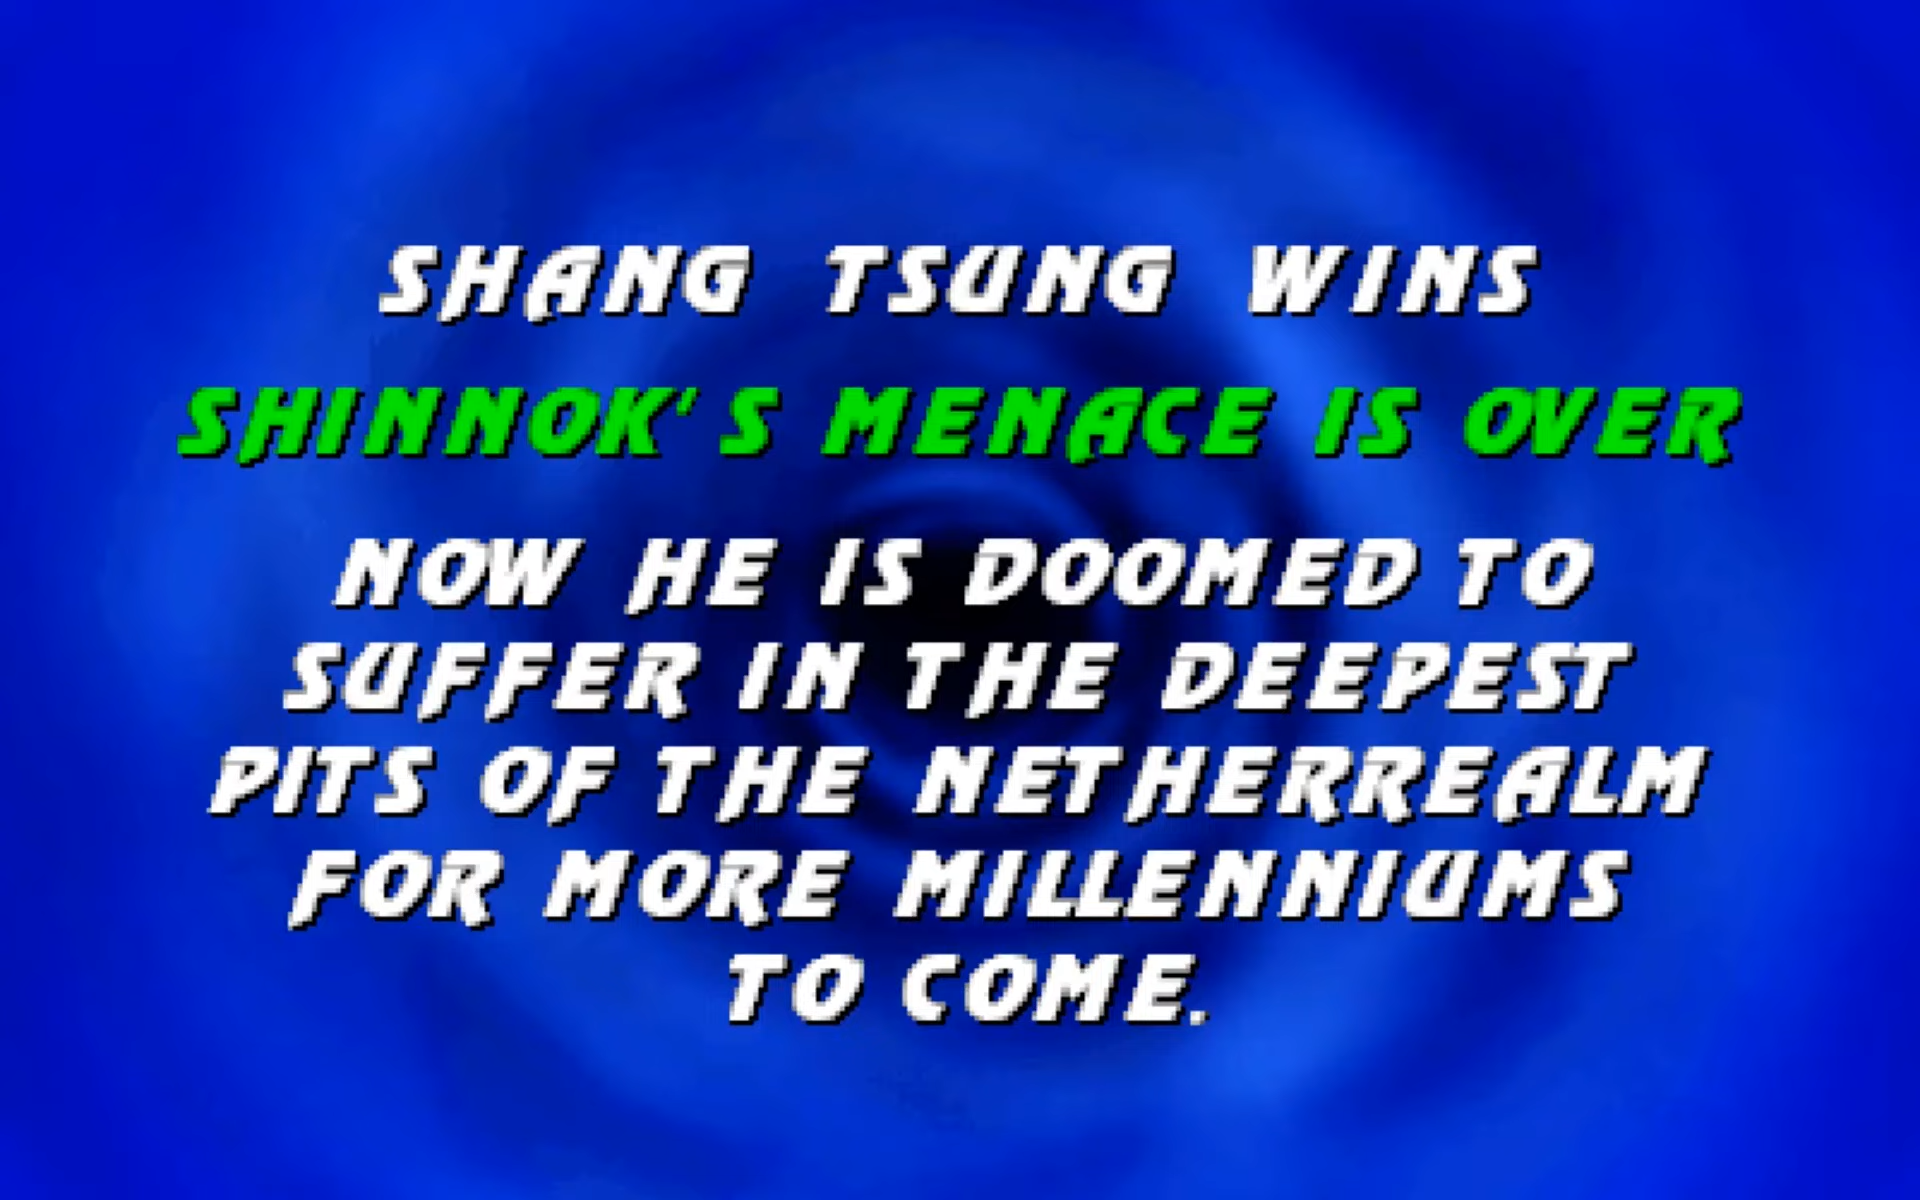 SHANG TSUNG WINS
SHINNOK'S MENACE IS OVER
NOW HE IS DOOMED TO
SUFFER IN THE DEEPEST
PITS OF THE NETHERREALM
FOR MORE MILLENNIUMS
TO COME.